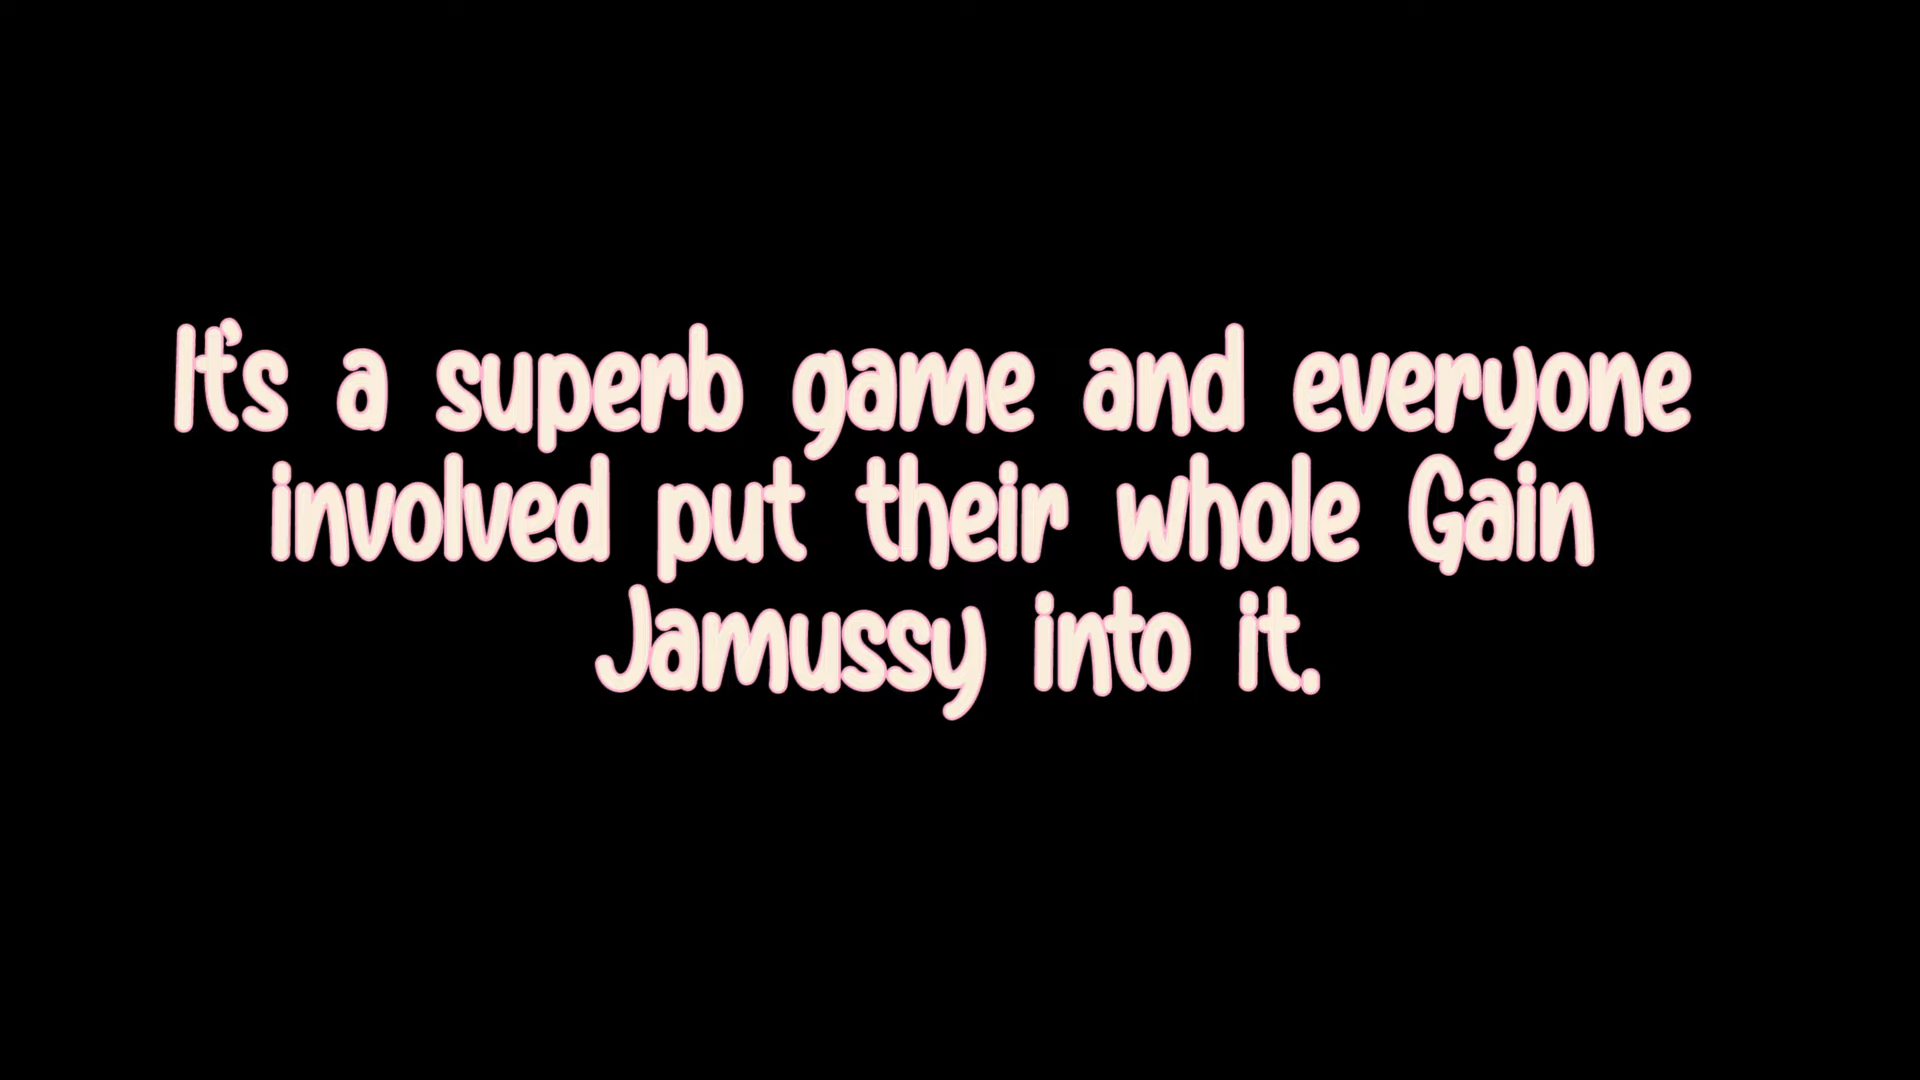 It's a superb game and everyone
involved put their whole Gain
Jamussy into it.